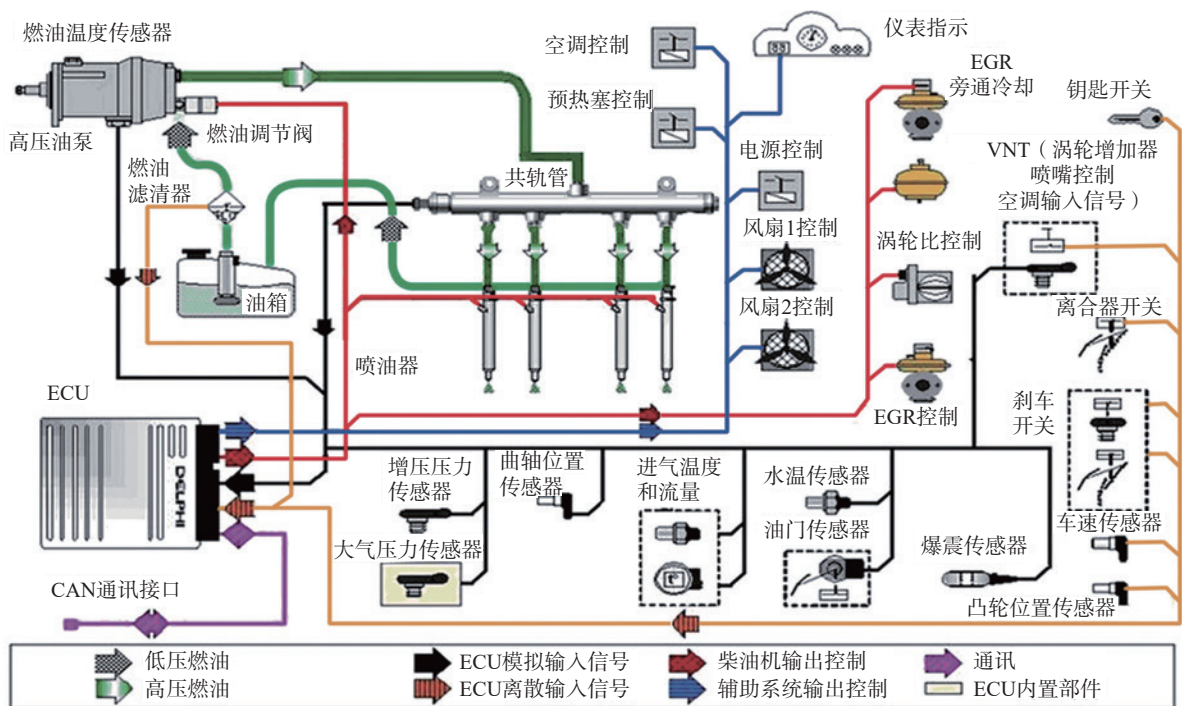 燃油温度传感器
高压油泵
燃油调节阀
燃油
滤清器
油箱
共轨管
喷油器
空调控制
预热塞控制
电源控制
风扇1控制
风扇2控制
仪表指示
EGR
旁通冷却
涡轮比控制
EGR控制
钥匙开关
VNT（涡轮增加器
喷嘴控制
空调输入信号）
离合器开关
刹车
开关
车速传感器
凸轮位置传感器
ECU
DELPHI
CAN通讯接口
增压压力
传感器
大气压力传感器
曲轴位置
传感器
进气温度
和流量
水温传感器
油门传感器
爆震传感器
低压燃油
高压燃油
ECU模拟输入信号
ECU离散输入信号
柴油机输出控制
辅助系统输出控制
通讯
ECU内置部件